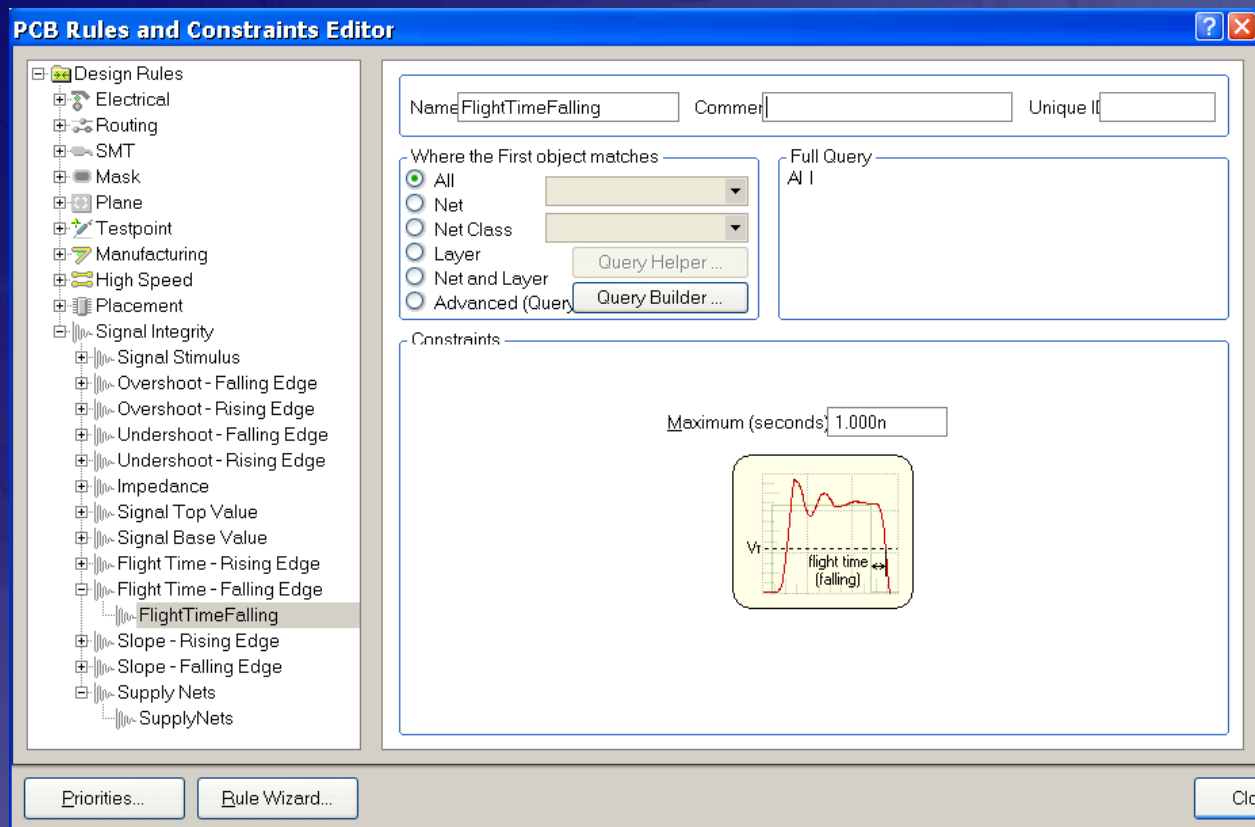 PCB Rules and Constraints Editor
Design Rules
Electrical
Routing
SMT
Mask
Plane
Testpoint
Manufacturing
High Speed
Placement
Signal Integrity
Signal Stimulus
Overshoot - Falling Edge
Overshoot - Rising Edge
Undershoot - Falling Edge
Undershoot - Rising Edge
Impedance
Signal Top Value
Signal Base Value
Flight Time - Rising Edge
Flight Time - Falling Edge
FlightTimeFalling
Slope - Rising Edge
Slope - Falling Edge
Supply Nets
SupplyNets
Name FlightTimeFalling Commer Unique ID
Where the First object matches
All
Net
Net Class
Layer
Net and Layer
Advanced (Query
Query Helper ...
Query Builder ...
Full Query
All
Constraints
Maximum (seconds) 1.000n
VT
flight time
(falling)
Priorities...
Rule Wizard...
Clo